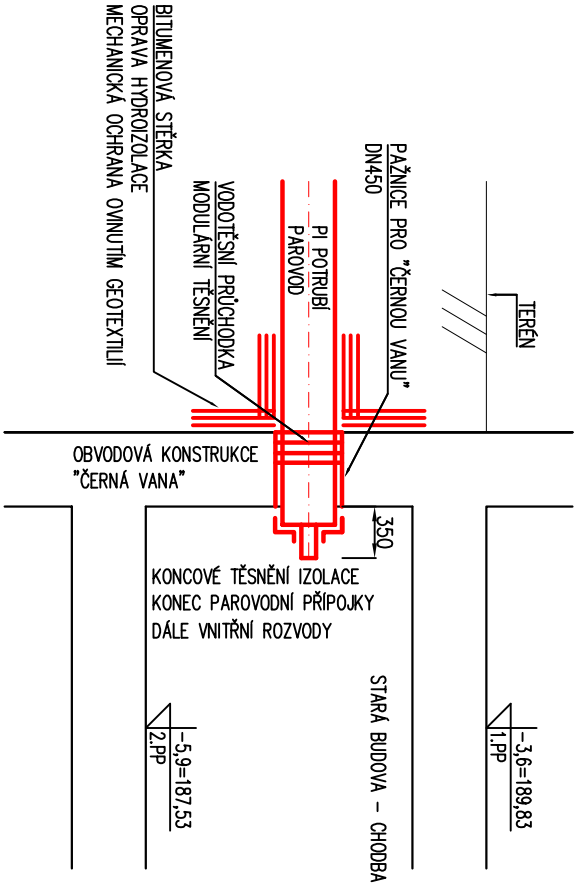 TERÉN
PAŽNICE PRO "ČERNOU VANU"
DN450
PI POTRUBÍ
PAROVOD
VODOTĚSNÍ PRŮCHODKA
MODULÁRNÍ TĚSNĚNÍ
BITUMENOVÁ STĚRKA
OPRAVA HYDROIZOLACE
MECHANICKÁ OCHRANA OVINUTÍM GEOTEXTILIÍ
OBVODOVÁ KONSTRUKCE
"ČERNÁ VANA"
350
KONCOVÉ TĚSNĚNÍ IZOLACE
KONEC PAROVODNÍ PŘÍPOJKY
DÁLE VNITŘNÍ ROZVODY
STARÁ BUDOVA - CHODBA
-3,6=189,83
1.PP
-5,9=187,53
2.PP